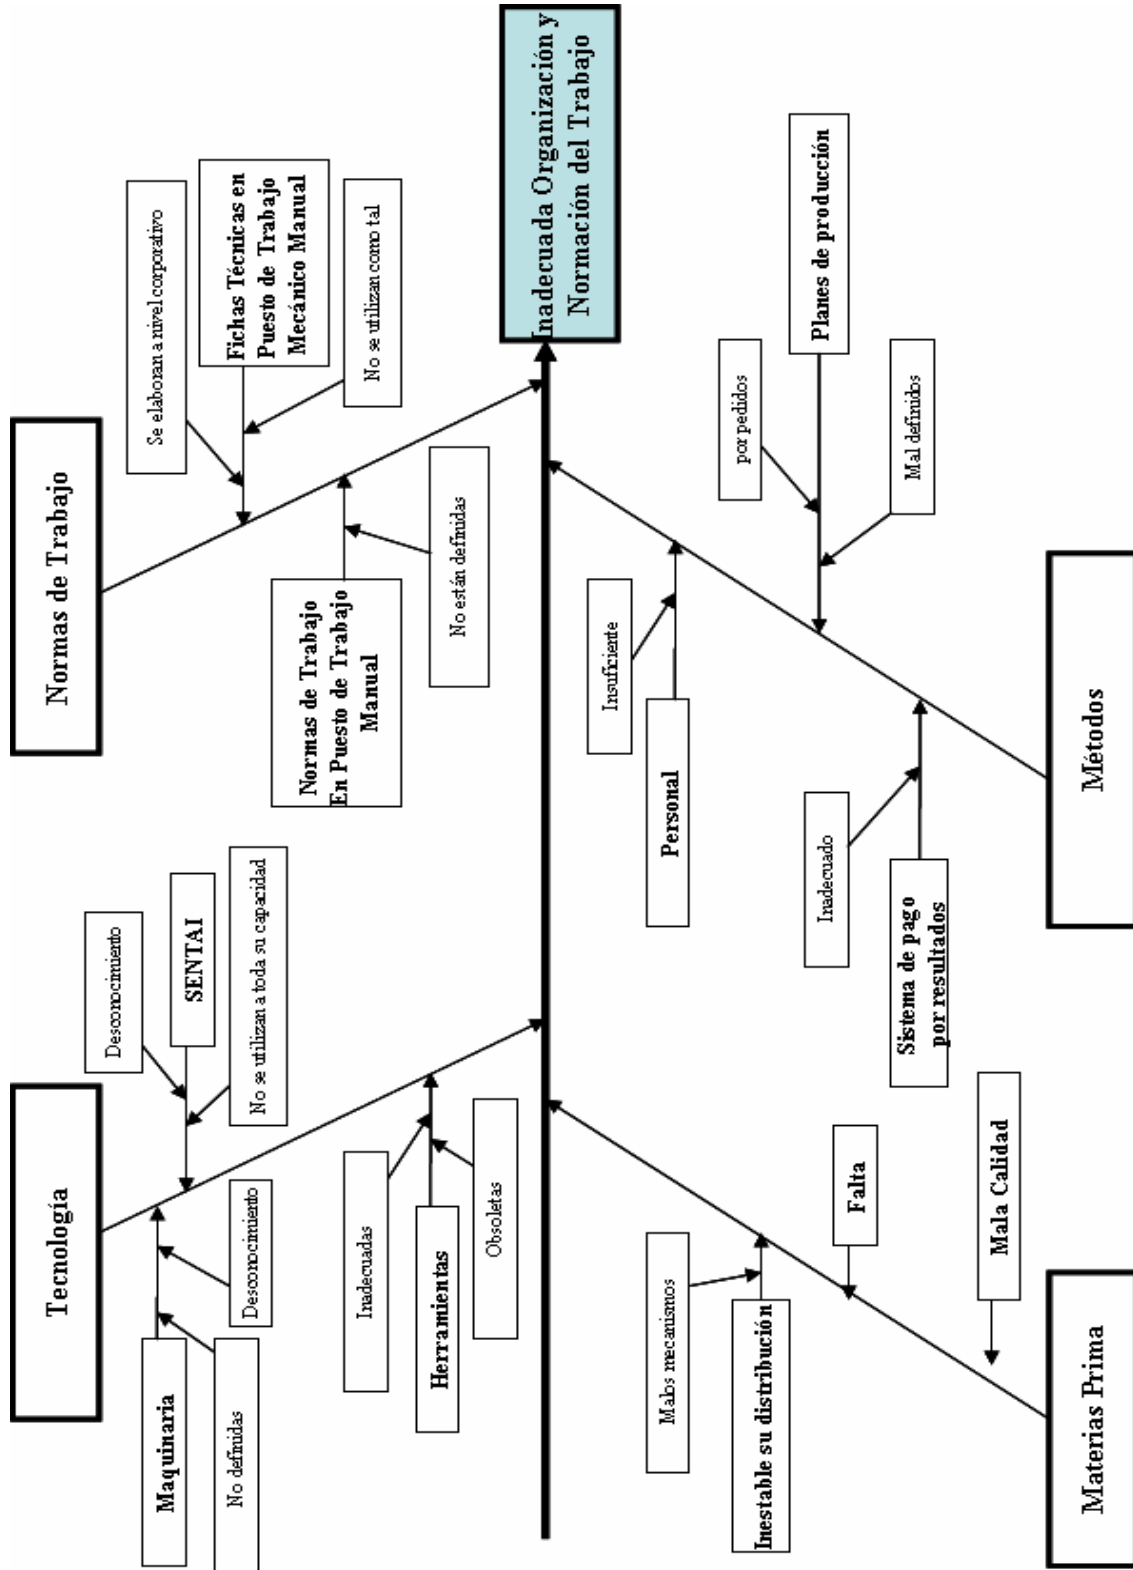 Tecnología
Normas de Trabajo
Maquinaria
No definidas
Desconocimiento
Desconocimiento
SENTAI
No se utilizan a toda su capacidad
Inadecuadas
Herramientas
Obsoletas
Se elaboran a nivel corporativo
Fichas Técnicas en
Puesto de Trabajo
Mecánico Manual
No se utilizan como tal
Normas de Trabajo
En Puesto de Trabajo
Manual
No están definidas
Inadecuada Organización y
Normación del Trabajo
Malos mecanismos
Inestable su distribución
Falta
Mala Calidad
Materias Prima
Insuficiente
Personal
por pedidos
Planes de producción
Mal definidos
Inadecuado
Sistema de pago
por resultados
Métodos